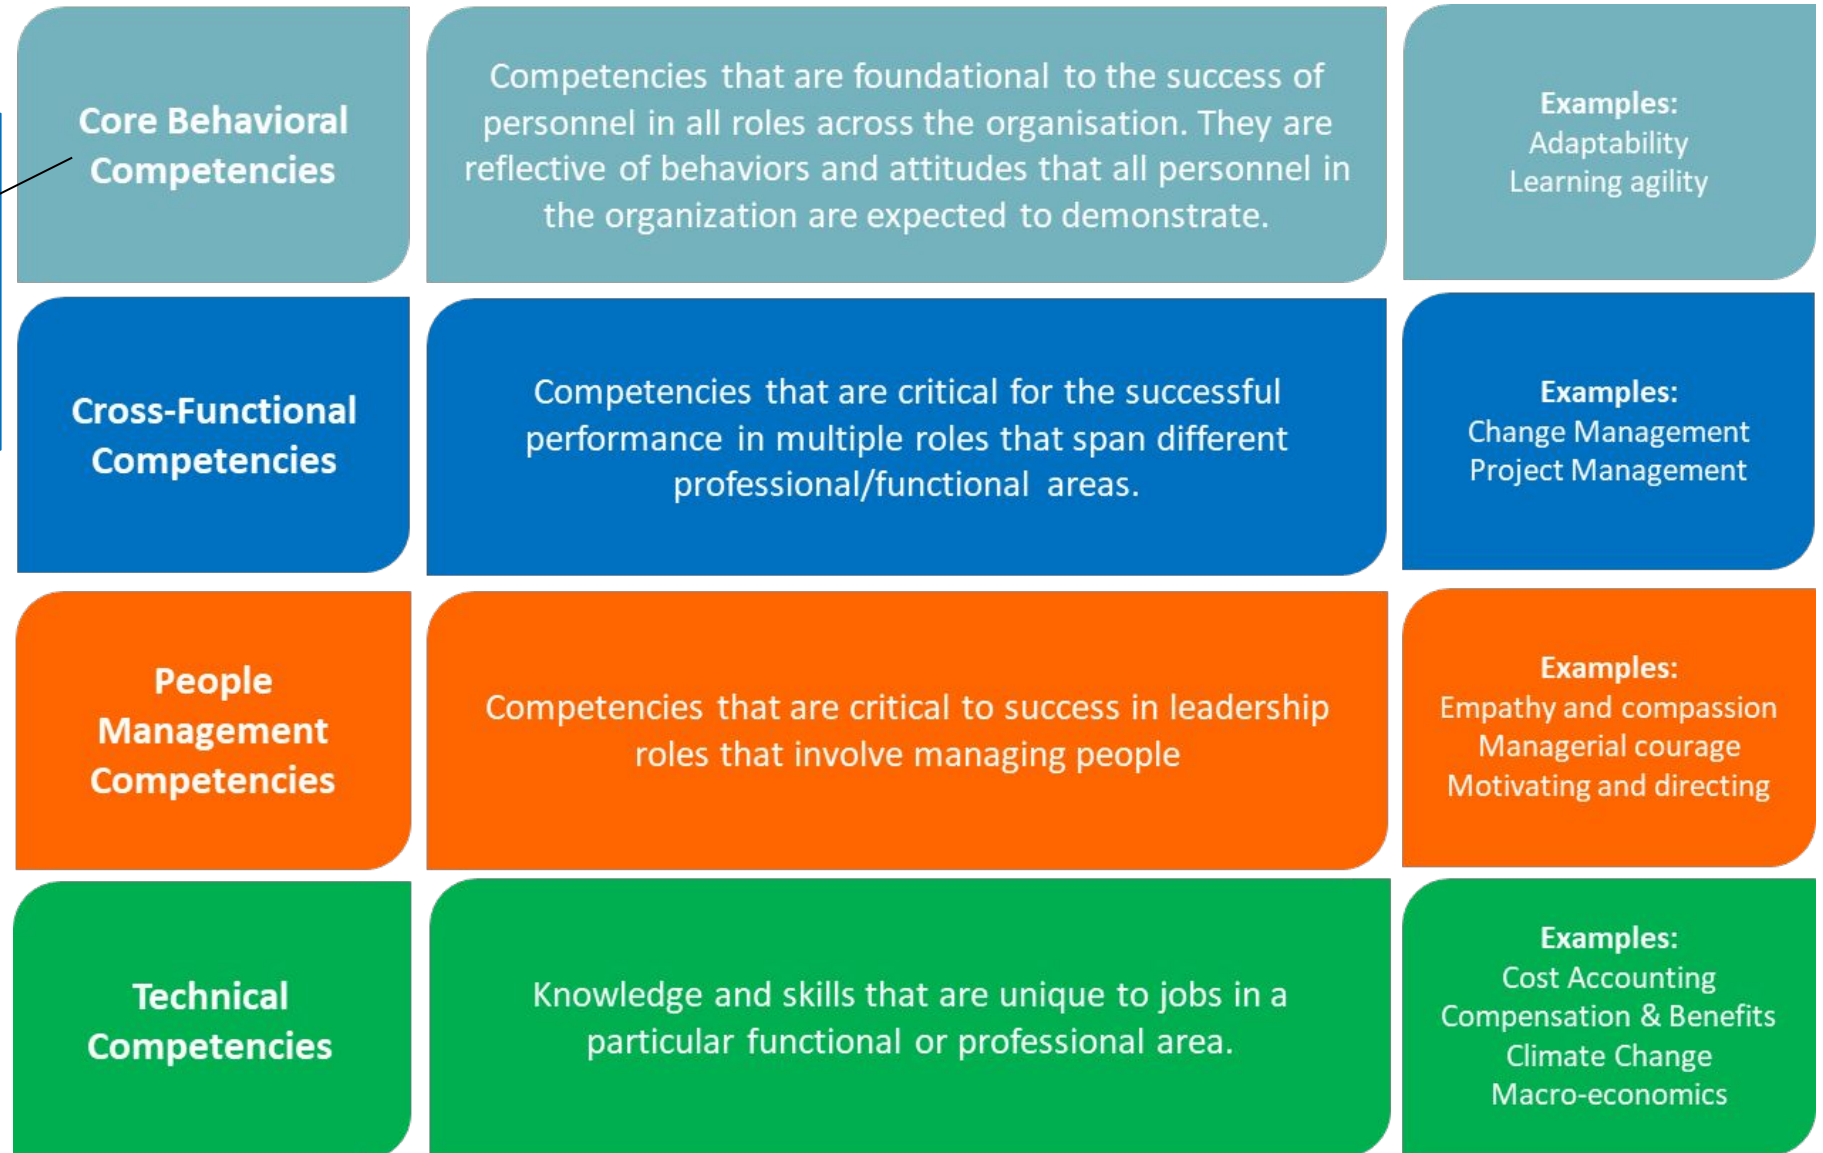 Core Behavioral
Competencies
Competencies that are foundational to the success of
personnel in all roles across the organisation. They are
reflective of behaviors and attitudes that all personnel in
the organization are expected to demonstrate.
Examples:
Adaptability
Learning agility
Cross-Functional
Competencies
Competencies that are critical for the successful
performance in multiple roles that span different
professional/functional areas.
Examples:
Change Management
Project Management
People
Management
Competencies
Competencies that are critical to success in leadership
roles that involve managing people
Examples:
Empathy and compassion
Managerial courage
Motivating and directing
Technical
Competencies
Knowledge and skills that are unique to jobs in a
particular functional or professional area.
Examples:
Cost Accounting
Compensation & Benefits
Climate Change
Macro-economics